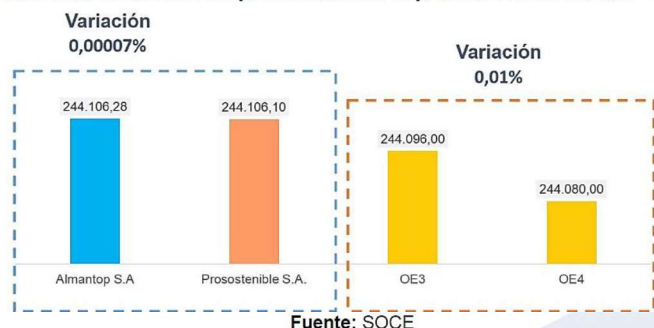 Variación
0,00007%
Variación
0,01%
244.106,28
244.106,10
244.096,00
244.080,00
Almantop S.A
Prosostenible S.A.
OE3
OE4
Fuente: SOCE